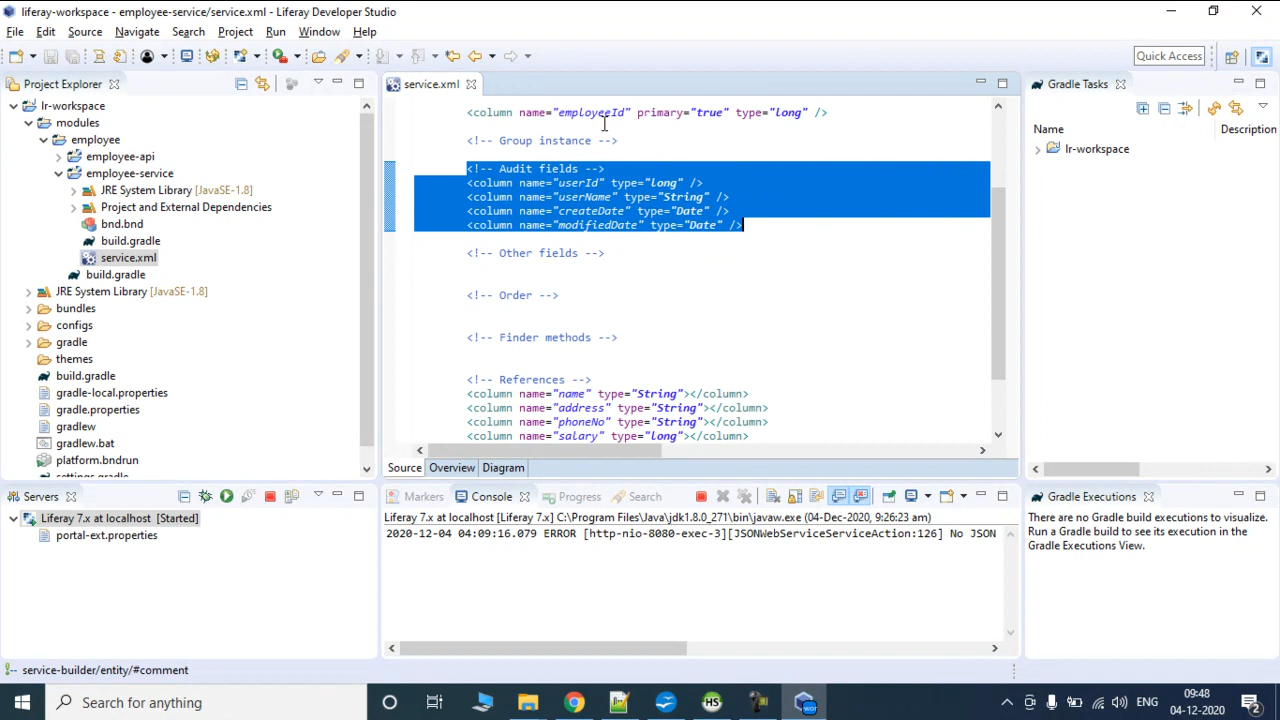 liferay-workspace - employee-service/service.xml - Liferay Developer Studio
File Edit Source Navigate Search Project Run Window Help
Quick Access
Project Explorer
lr-workspace
modules
employee
employee-api
employee-service
JRE System Library [JavaSE-1.8]
Project and External Dependencies
bnd.bnd
build.gradle
service.xml
build.gradle
JRE System Library [JavaSE-1.8]
bundles
configs
gradle
themes
build.gradle
gradle-local.properties
gradle.properties
gradlew
gradlew.bat
platform.bndrun
settings.gradle
service.xml
<column name="employeeId" primary="true" type="long" />
<!-- Group instance -->
<!-- Audit fields -->
<column name="userId" type="long" />
<column name="userName" type="String" />
<column name="createDate" type="Date" />
<column name="modifiedDate" type="Date" />
<!-- Other fields -->
<!-- Order -->
<!-- Finder methods -->
<!-- References -->
<column name="name" type="String"></column>
<column name="address" type="String"></column>
<column name="phoneNo" type="String"></column>
<column name="salary" type="long"></column>
Source Overview Diagram
Gradle Tasks
Name Description
lr-workspace
Servers
Liferay 7.x at localhost [Started]
portal-ext.properties
Markers Console Progress Search
Liferay 7.x at localhost [Liferay 7.x] C:\Program Files\Java\jdk1.8.0_271\bin\javaw.exe (04-Dec-2020, 9:26:23 am)
2020-12-04 04:09:16.079 ERROR [http-nio-8080-exec-3][JSONWebServiceServiceAction:126] No JSON
Gradle Executions
There are no Gradle build executions to visualize.
Run a Gradle build to see its execution in the
Gradle Executions View.
service-builder/entity/#comment
Search for anything
HS
wor
ENG
09:48
04-12-2020
2